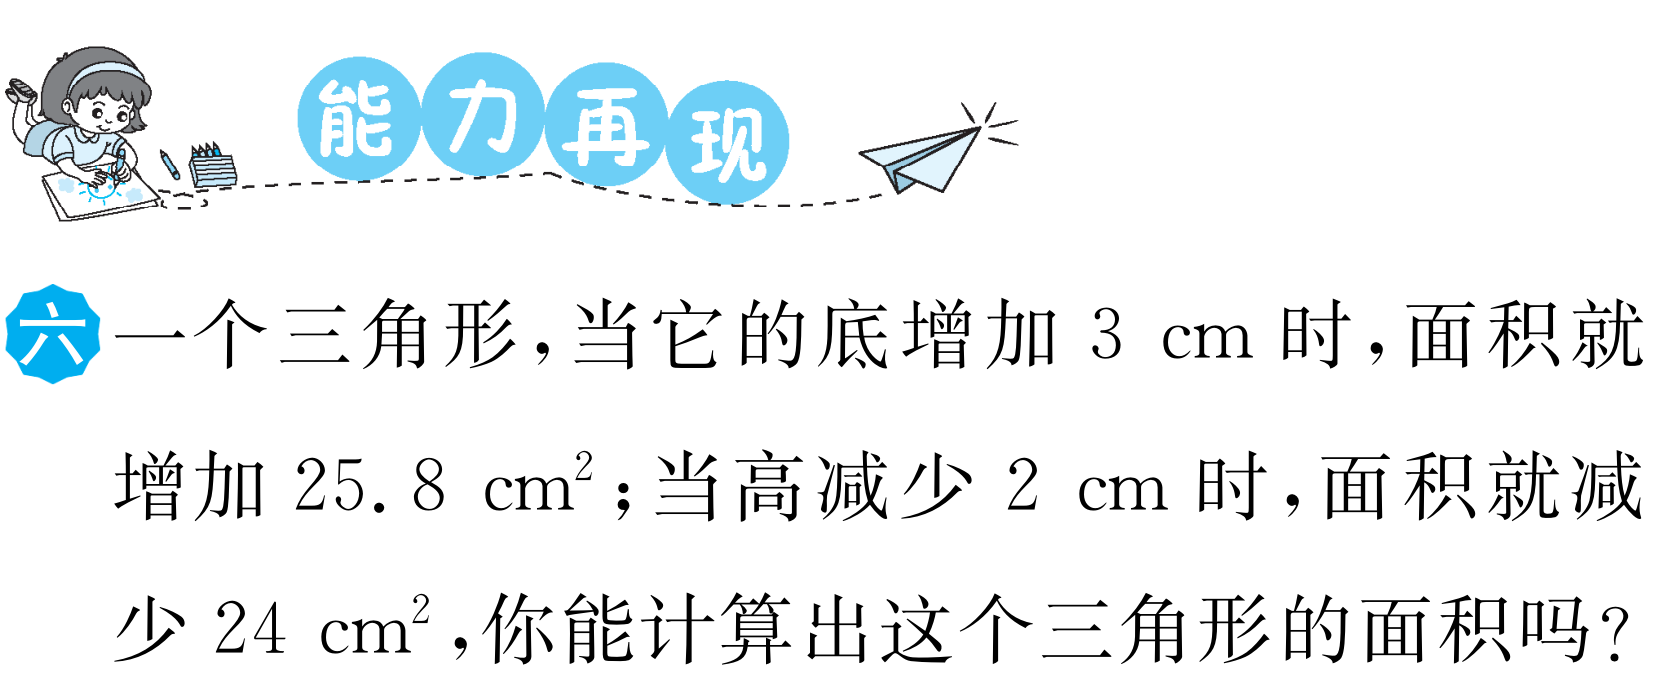 能力再现
六 一个三角形,当它的底增加 3 cm 时,面积就
增加 25.8 cm²;当高减少 2 cm 时,面积就减
少 24 cm²,你能计算出这个三角形的面积吗?